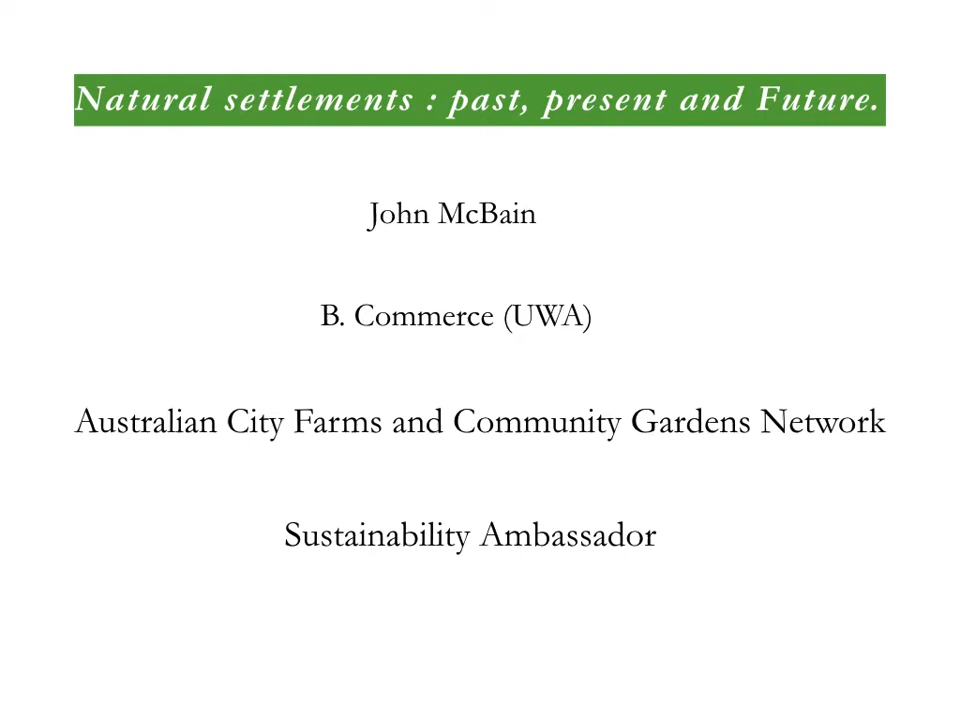 Natural settlements : past, present and Future.
John McBain
B. Commerce (UWA)
Australian City Farms and Community Gardens Network
Sustainability Ambassador